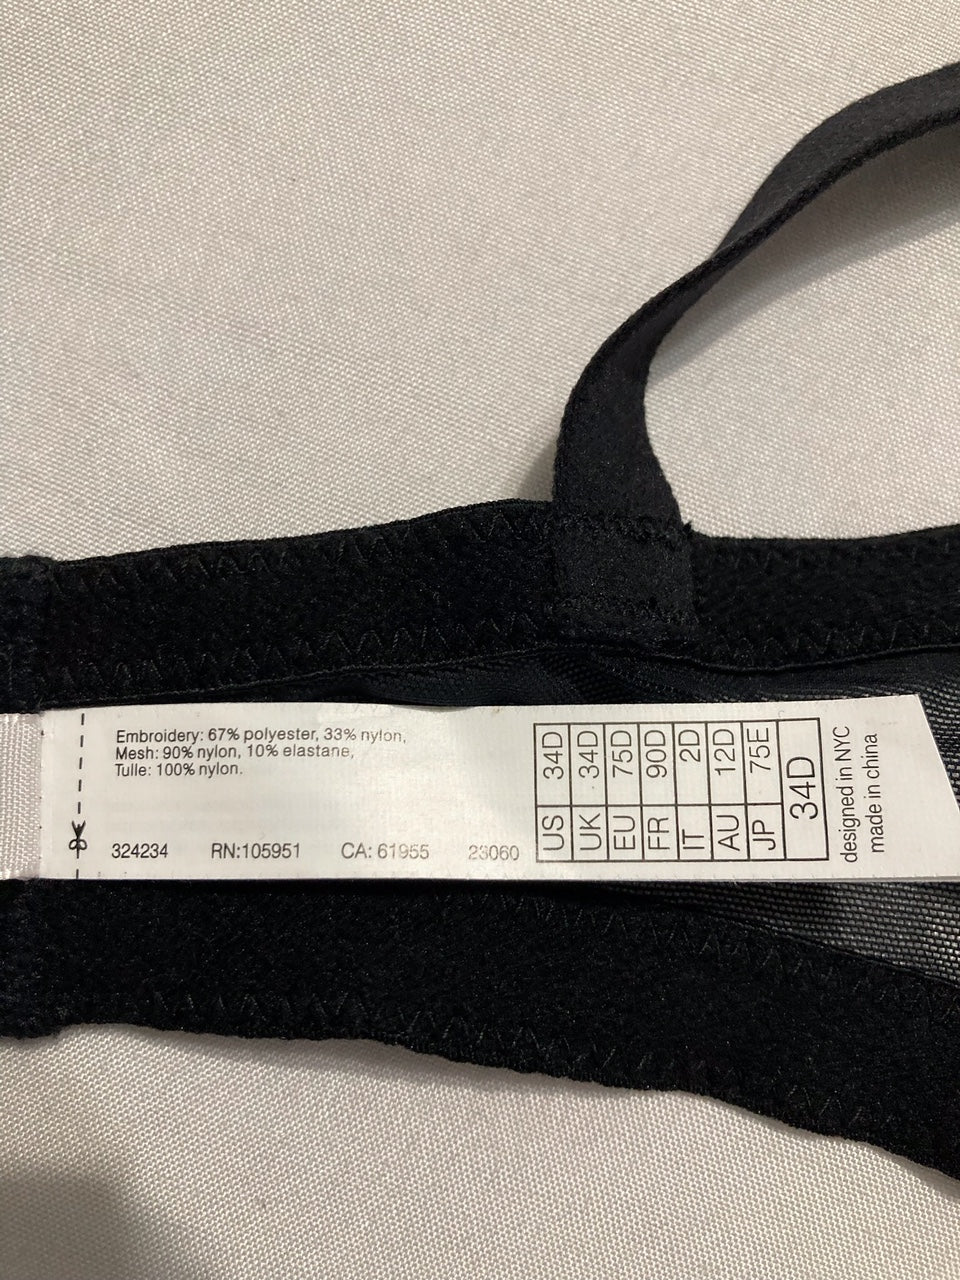 Embroidery: 67% polyester, 33% nylon,
Mesh: 90% nylon, 10% elastane,
Tulle: 100% nylon.
324234 RN:105951 CA: 61955 23060
US 34D
UK 34D
EU 75D
FR 90D
IT 2D
AU 12D
JP 75E
34D
designed in NYC
made in china